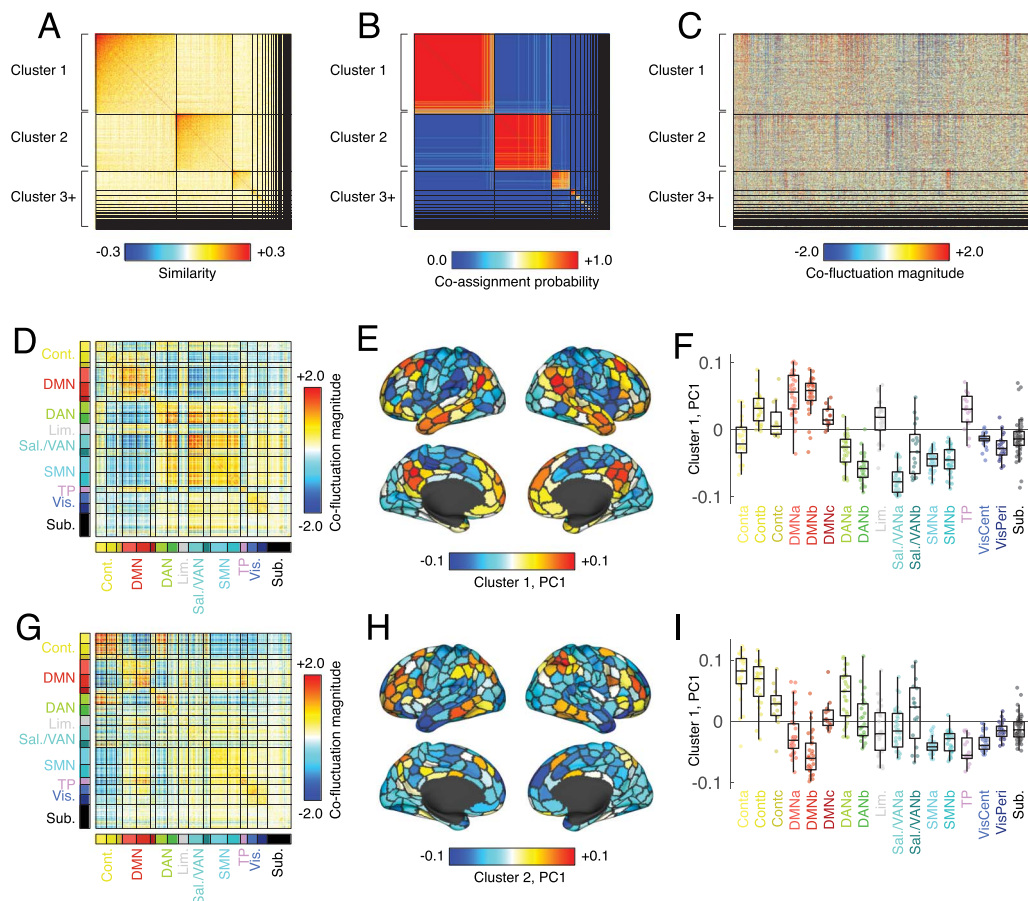 A
B
C
Cluster 1
Cluster 2
Cluster 3+
-0.3
+0.3
Similarity
Cluster 1
Cluster 2
Cluster 3+
0.0
+1.0
Co-assignment probability
Cluster 1
Cluster 2
Cluster 3+
-2.0
+2.0
Co-fluctuation magnitude
D
Cont.
DMN
DAN
Lim.
Sal./VAN
SMN
TP
Vis.
Sub.
Cont.
DMN
DAN
Lim.
Sal./VAN
SMN
TP
Vis.
Sub.
+2.0
-2.0
Co-fluctuation magnitude
E
-0.1
+0.1
Cluster 1, PC1
F
Cluster 1, PC1
0.1
0
-0.1
Conta
Contb
Contc
DMNa
DMNb
DMNc
DANa
DANb
Lim.
Sal./VANa
Sal./VANb
SMNa
SMNb
TP
VisCent
VisPeri
Sub.
G
Cont.
DMN
DAN
Lim.
Sal./VAN
SMN
TP
Vis.
Sub.
Cont.
DMN
DAN
Lim.
Sal./VAN
SMN
TP
Vis.
Sub.
+2.0
-2.0
Co-fluctuation magnitude
H
-0.1
+0.1
Cluster 2, PC1
I
Cluster 1, PC1
0.1
0
-0.1
Conta
Contb
Contc
DMNa
DMNb
DMNc
DANa
DANb
Lim.
Sal./VANa
Sal./VANb
SMNa
SMNb
TP
VisCent
VisPeri
Sub.